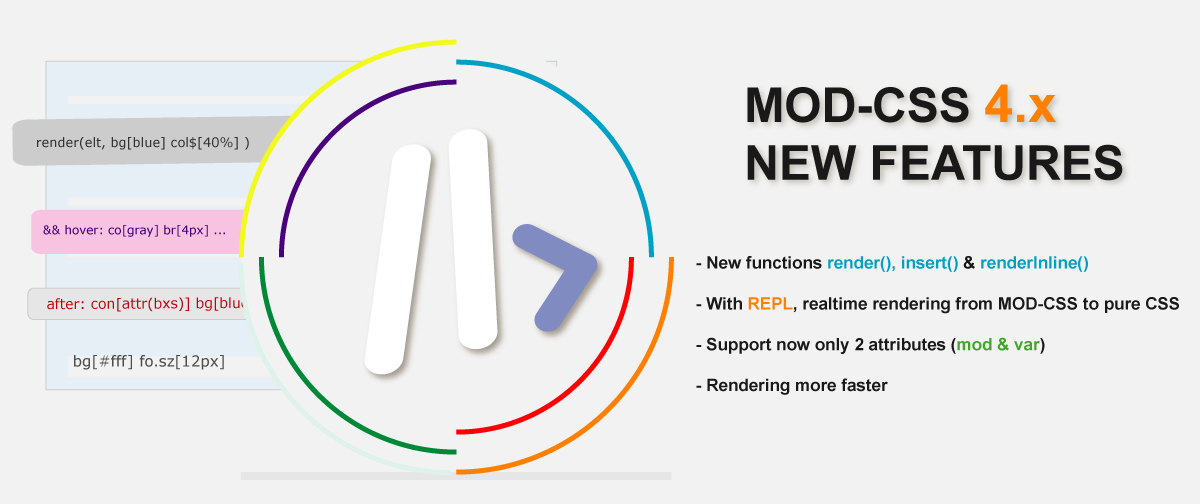 MOD-CSS 4.x
NEW FEATURES
render(elt, bg[blue] col$[40%] )
&& hover: co[gray] br[4px] ...
after: con[attr(bxs)] bg[blu
bg[#fff] fo.sz[12px]
- New functions render(), insert() & renderInline()
- With REPL, realtime rendering from MOD-CSS to pure CSS
- Support now only 2 attributes (mod & var)
- Rendering more faster